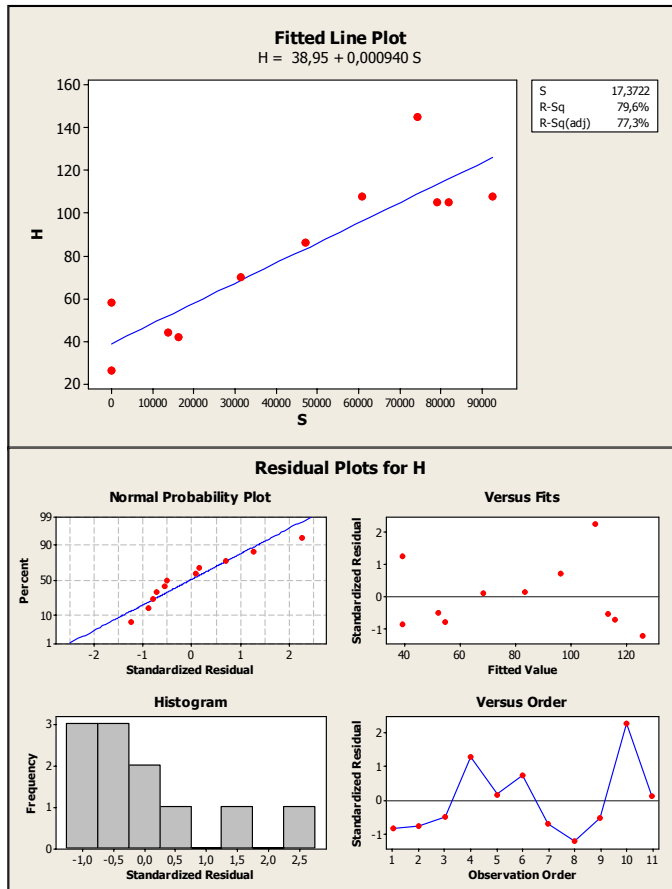 Fitted Line Plot
H = 38,95 + 0,000940 S
S 17,3722
R-Sq 79,6%
R-Sq(adj) 77,3%
160
140
120
100
80
60
40
20
H
0 10000 20000 30000 40000 50000 60000 70000 80000 90000
S
Residual Plots for H
Normal Probability Plot
99
90
50
10
1
Percent
-2 -1 0 1 2
Standardized Residual
Versus Fits
2
1
0
-1
Standardized Residual
40 60 80 100 120
Fitted Value
Histogram
3
2
1
0
Frequency
-1,0 -0,5 0,0 0,5 1,0 1,5 2,0 2,5
Standardized Residual
Versus Order
2
1
0
-1
Standardized Residual
1 2 3 4 5 6 7 8 9 10 11
Observation Order